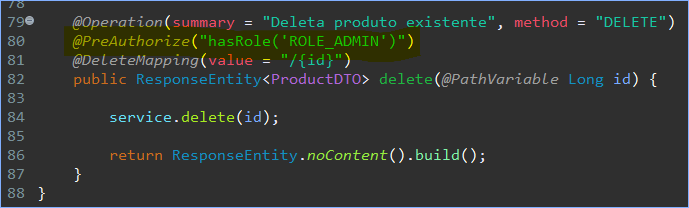 78
79 @Operation(summary = "Deleta produto existente", method = "DELETE")
80 @PreAuthorize("hasRole('ROLE_ADMIN')")
81 @DeleteMapping(value = "/{id}")
82 public ResponseEntity<ProductDTO> delete(@PathVariable Long id) {
83
84 service.delete(id);
85
86 return ResponseEntity.noContent().build();
87 }
88 }